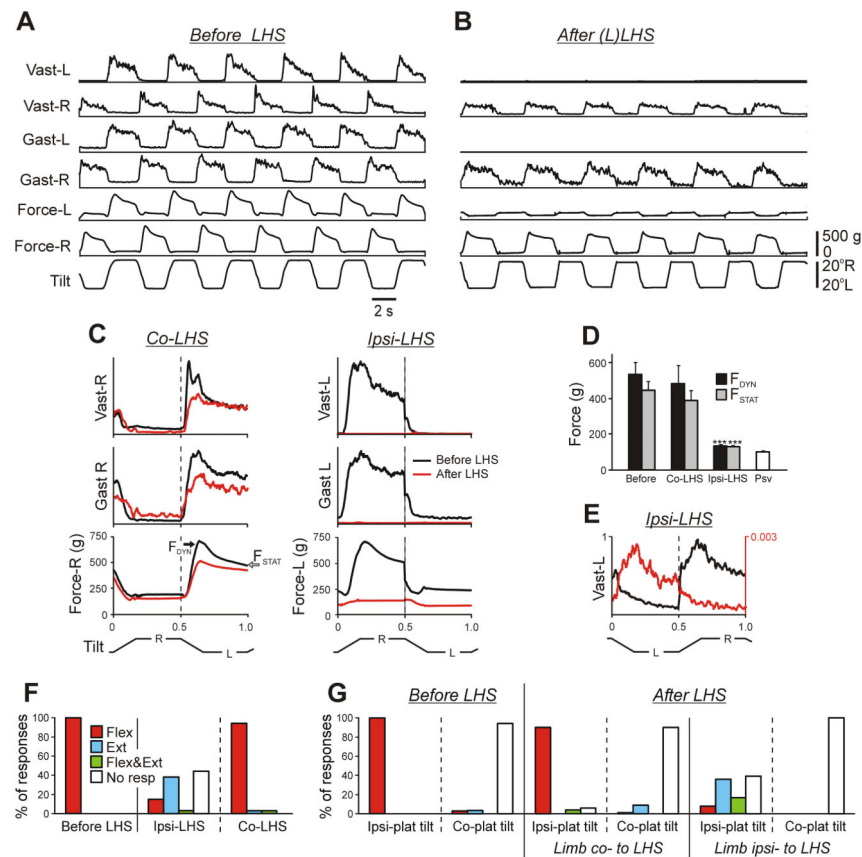 A
Before LHS
B
After (L)LHS
Vast-L
Vast-R
Gast-L
Gast-R
Force-L
Force-R
500 g
0
Tilt
20°R
20°L
2 s
C
Co-LHS
Ipsi-LHS
Vast-R
Vast-L
Gast R
Gast L
Before LHS
After LHS
Force-R (g)
750
500
250
0
F DYN
F STAT
Force-L (g)
750
500
250
0
0 0.5 1.0
0 0.5 1.0
Tilt
R
L
R
L
D
Force (g)
600
400
200
0
F DYN
F STAT
******
Before Co-LHS Ipsi-LHS Psv
E
Ipsi-LHS
Vast-L
1
0.003
0 0.5 1.0
L
R
F
% of responses
100
80
60
40
20
0
Flex
Ext
Flex&Ext
No resp
Before LHS Ipsi-LHS Co-LHS
G
Before LHS
After LHS
% of responses
100
80
60
40
20
0
Ipsi-plat tilt Co-plat tilt Ipsi-plat tilt Co-plat tilt Ipsi-plat tilt Co-plat tilt
Limb co- to LHS Limb ipsi- to LHS